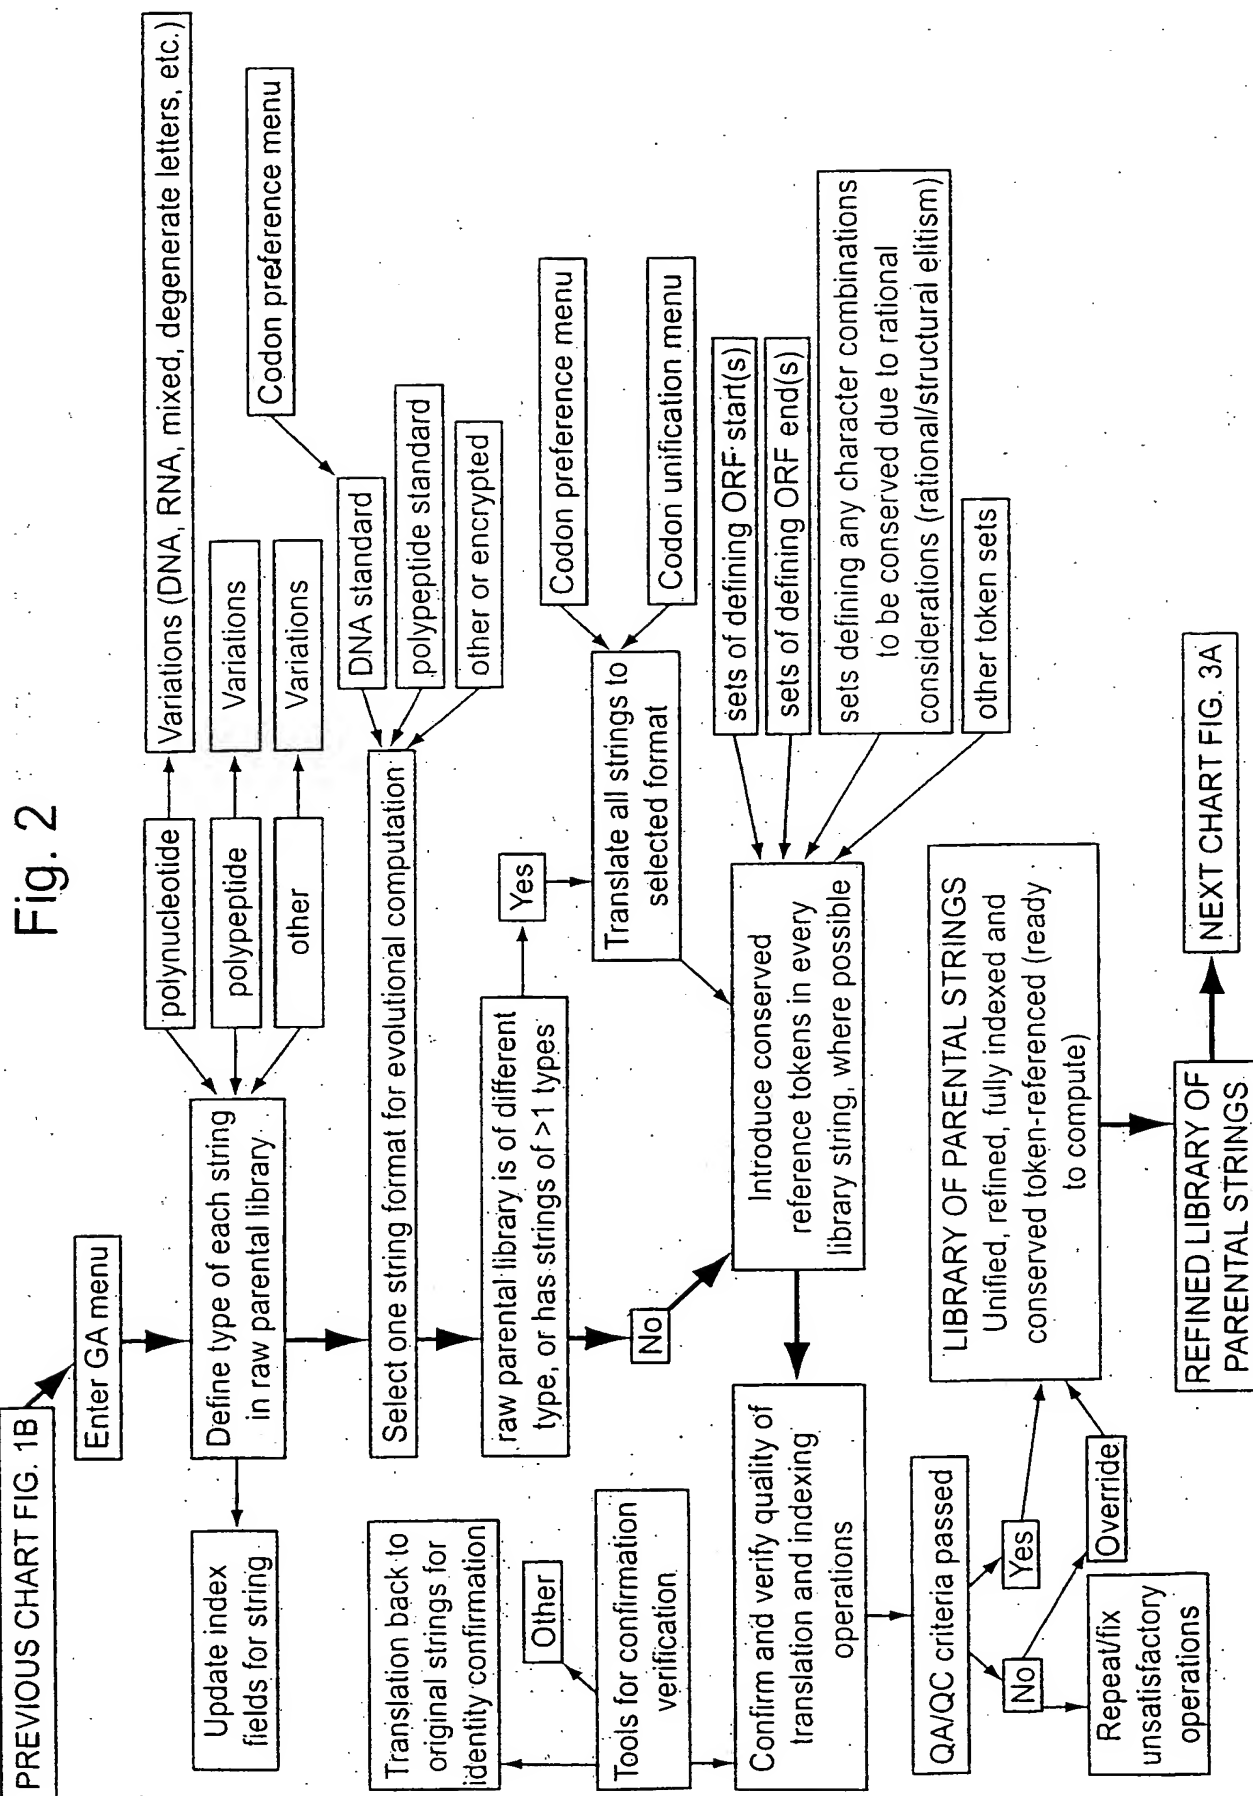 Fig. 2
PREVIOUS CHART FIG. 1B
Enter GA menu
Define type of each string
in raw parental library
Update index
fields for string
polynucleotide
polypeptide
other
Variations (DNA, RNA, mixed, degenerate letters, etc.)
Variations
Variations
Select one string format for evolutional computation
DNA standard
polypeptide standard
other or encrypted
Codon preference menu
raw parental library is of different
type, or has strings of >1 types
Yes
No
Translate all strings to
selected format
Codon preference menu
Codon unification menu
Introduce conserved
reference tokens in every
library string, where possible
sets of defining ORF start(s)
sets of defining ORF end(s)
sets defining any character combinations
to be conserved due to rational
considerations (rational/structural elitism)
other token sets
Translation back to
original strings for
identity confirmation
Other
Tools for confirmation
verification
Confirm and verify quality of
translation and indexing
operations
QA/QC criteria passed
Yes
No
Override
Repeat/fix
unsatisfactory
operations
LIBRARY OF PARENTAL STRINGS
Unified, refined, fully indexed and
conserved token-referenced (ready
to compute)
REFINED LIBRARY OF
PARENTAL STRINGS
NEXT CHART FIG. 3A